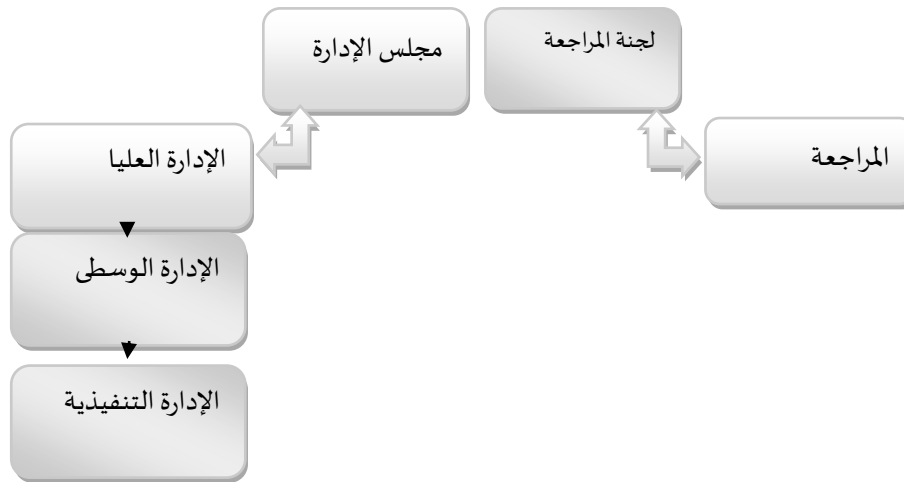 لجنة المراجعة
مجلس الإدارة
المراجعة
الإدارة العليا
الإدارة الوسطى
الإدارة التنفيذية